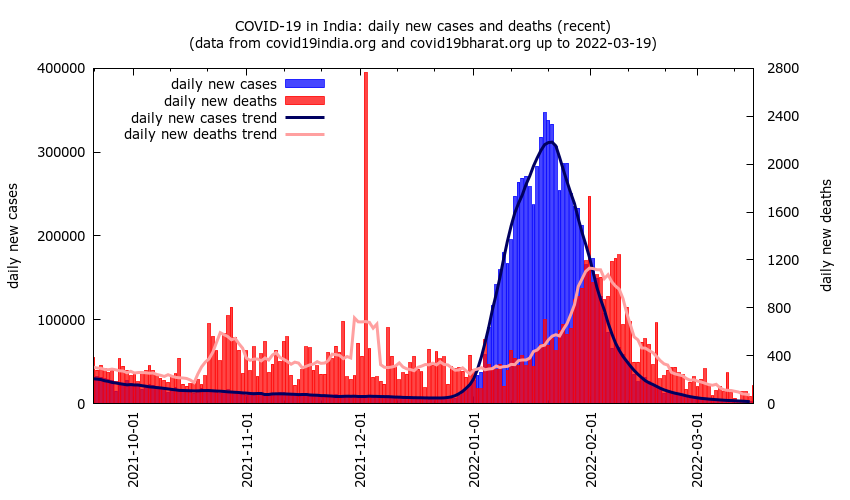 COVID-19 in India: daily new cases and deaths (recent)
(data from covid19india.org and covid19bharat.org up to 2022-03-19)
daily new cases
daily new deaths
daily new cases trend
daily new deaths trend
400000
300000
200000
100000
0
2800
2400
2000
1600
1200
800
400
0
daily new cases
daily new deaths
2021-10-01
2021-11-01
2021-12-01
2022-01-01
2022-02-01
2022-03-01